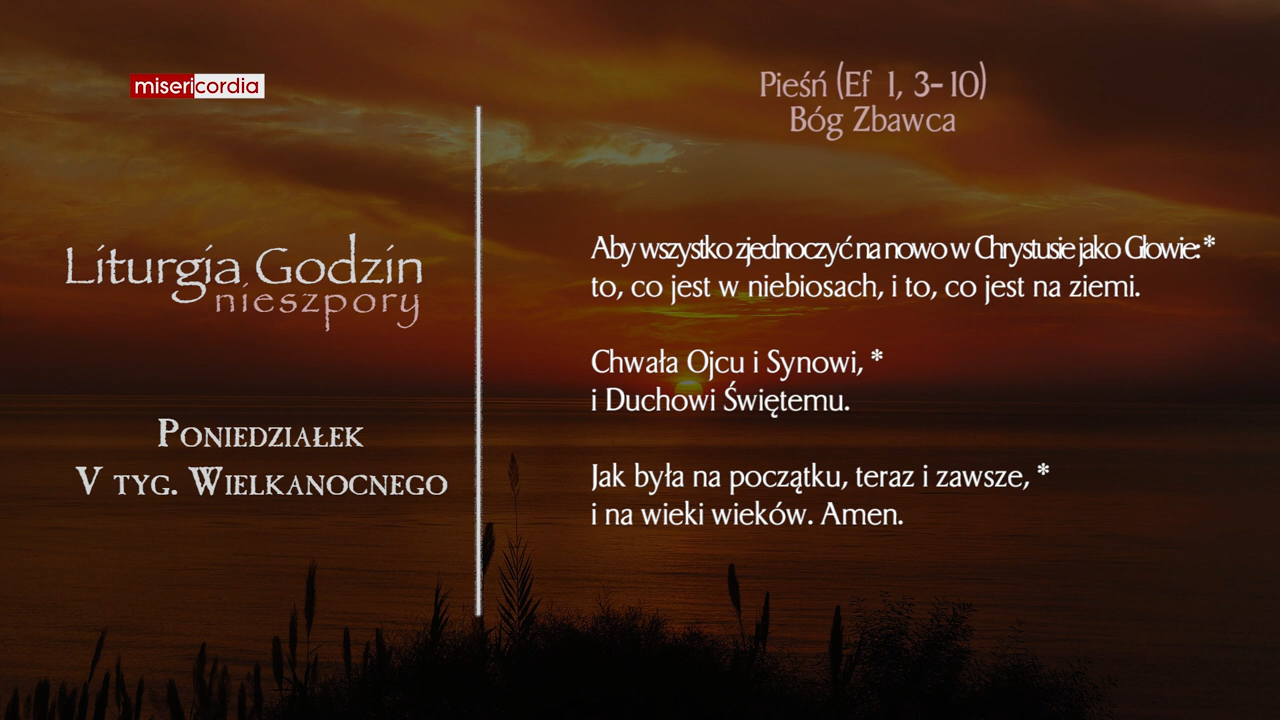 misericordia
Liturgia Godzin
nieszpory
Poniedziałek
V tyg. Wielkanocnego
Pieśń (Ef 1, 3-10)
Bóg Zbawca
Aby wszystko zjednoczyć na nowo w Chrystusie jako Głowie: *
to, co jest w niebiosach, i to, co jest na ziemi.
Chwała Ojcu i Synowi, *
i Duchowi Świętemu.
Jak była na początku, teraz i zawsze, *
i na wieki wieków. Amen.